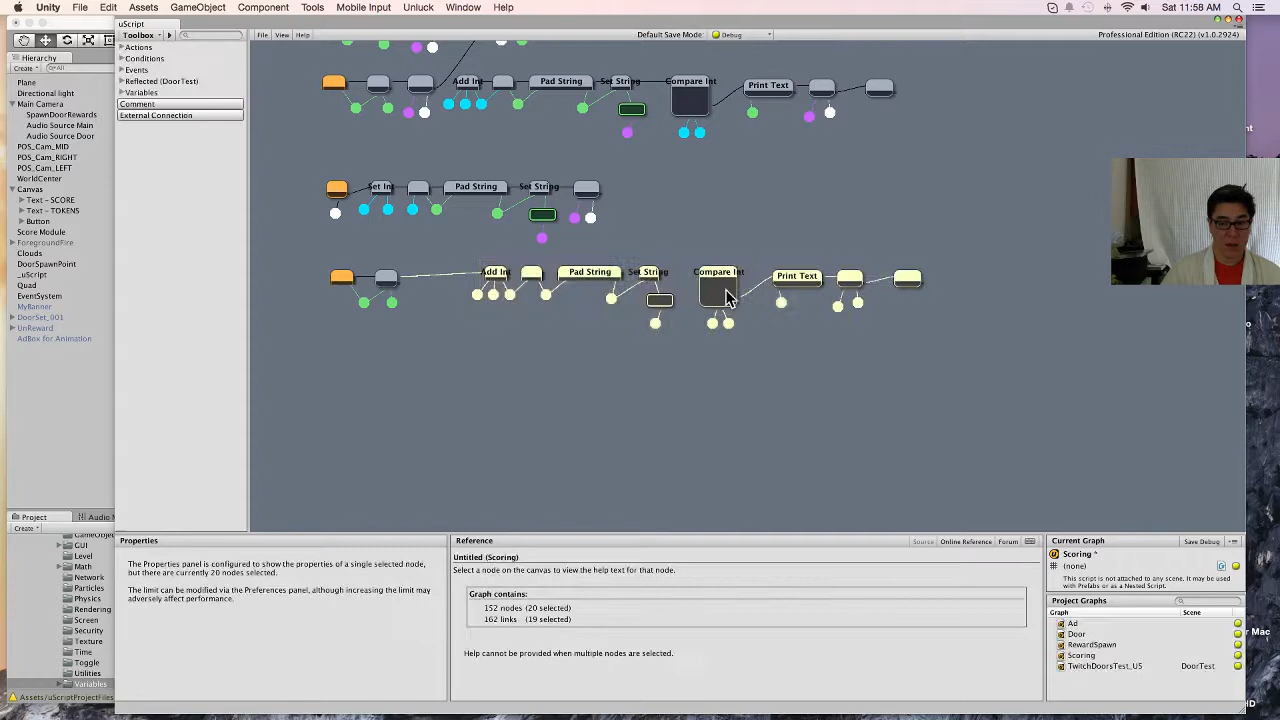 Unity File Edit Assets GameObject Component Tools Mobile Input Unluck Window Help
Sat 11:58 AM
uScript
Toolbox
File View Help
Default Save Mode: Debug
Professional Edition (RC22) (v1.0.2924)
Hierarchy
Create All
Plane
Directional light
Main Camera
SpawnDoorRewards
Audio Source Main
Audio Source Door
POS_Cam_MID
POS_Cam_RIGHT
POS_Cam_LEFT
WorldCenter
Canvas
Text - SCORE
Text - TOKENS
Button
Score Module
ForegroundFire
Clouds
DoorSpawnPoint
_uScript
Quad
EventSystem
MyBanner
DoorSet_001
UnReward
AdBox for Animation
Actions
Conditions
Events
Reflected (DoorTest)
Variables
Comment
External Connection
Add Int
Pad String
Set String
Compare Int
Print Text
Set Int
Pad String
Set String
Add Int
Pad String
Set String
Compare Int
Print Text
Project Audio M
Create
GameObject
GUI
Level
Math
Network
Particles
Physics
Rendering
Screen
Security
Texture
Time
Toggle
Utilities
Variables
Assets/uScriptProjectFiles
Properties
The Properties panel is configured to show the properties of a single selected node,
but there are currently 20 nodes selected.
The limit can be modified via the Preferences panel, although increasing the limit may
adversely affect performance.
Reference
Source Online Reference Forum
Untitled (Scoring)
Select a node on the canvas to view the help text for that node.
Graph contains:
152 nodes (20 selected)
162 links (19 selected)
Help cannot be provided when multiple nodes are selected.
Current Graph
Save Debug
Scoring *
(none)
This script is not attached to any scene. It may be used
with Prefabs or as a Nested Script.
Project Graphs
Graph Scene
Ad
Door
RewardSpawn
Scoring
TwitchDoorsTest_US DoorTest